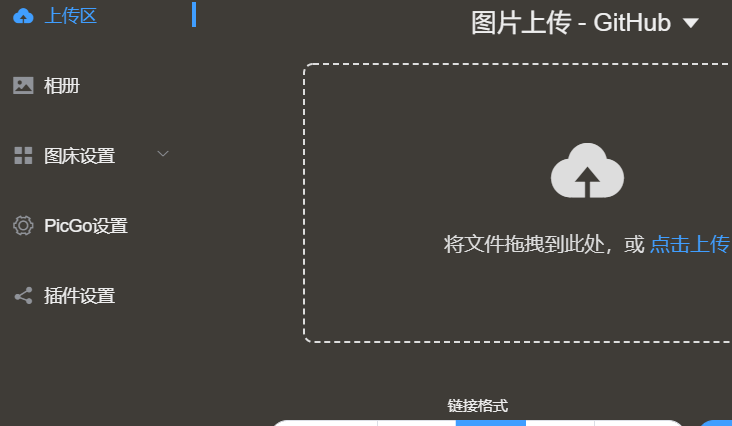 上传区
相册
图床设置
PicGo设置
插件设置
图片上传 - GitHub
将文件拖拽到此处，或 点击上传
链接格式